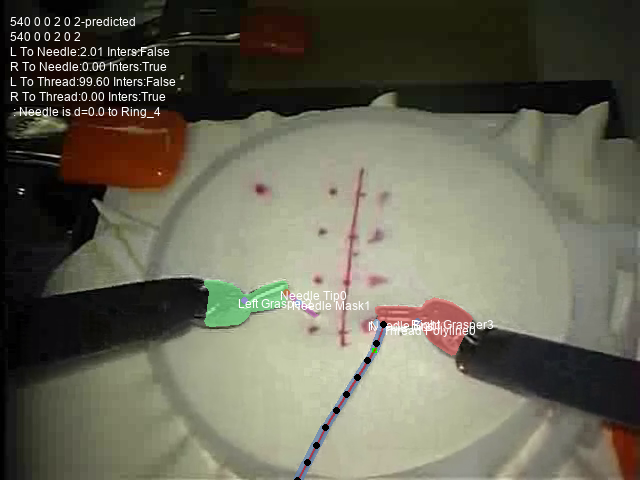 540 0 0 2 0 2-predicted
540 0 0 2 0 2
L To Needle:2.01 Inters:False
R To Needle:0.00 Inters:True
L To Thread:99.60 Inters:False
R To Thread:0.00 Inters:True
: Needle is d=0.0 to Ring_4
Needle Tip0
Left Grasper
Needle Mask1
Right Grasper3
Thread Polyline0